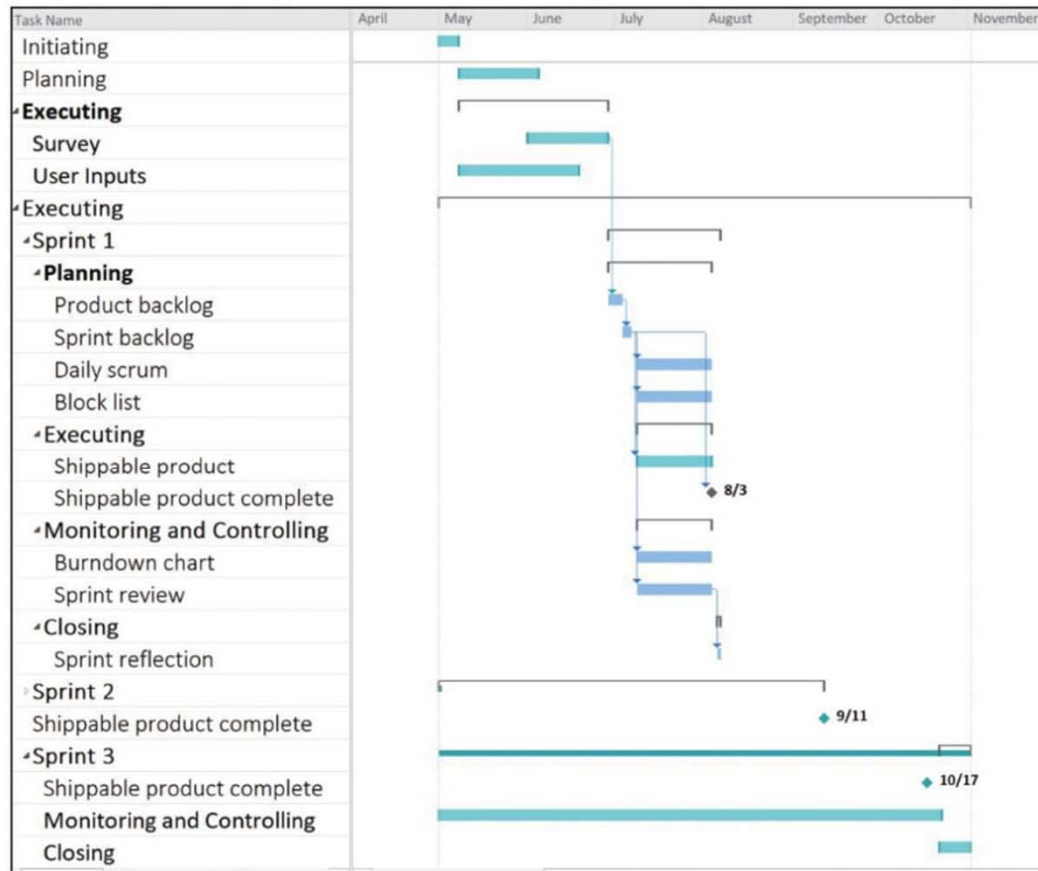 Task Name April May June July August September October November
Initiating
Planning
Executing
Survey
User Inputs
Executing
Sprint 1
Planning
Product backlog
Sprint backlog
Daily scrum
Block list
Executing
Shippable product
Shippable product complete 8/3
Monitoring and Controlling
Burndown chart
Sprint review
Closing
Sprint reflection
Sprint 2
Shippable product complete 9/11
Sprint 3
Shippable product complete 10/17
Monitoring and Controlling
Closing